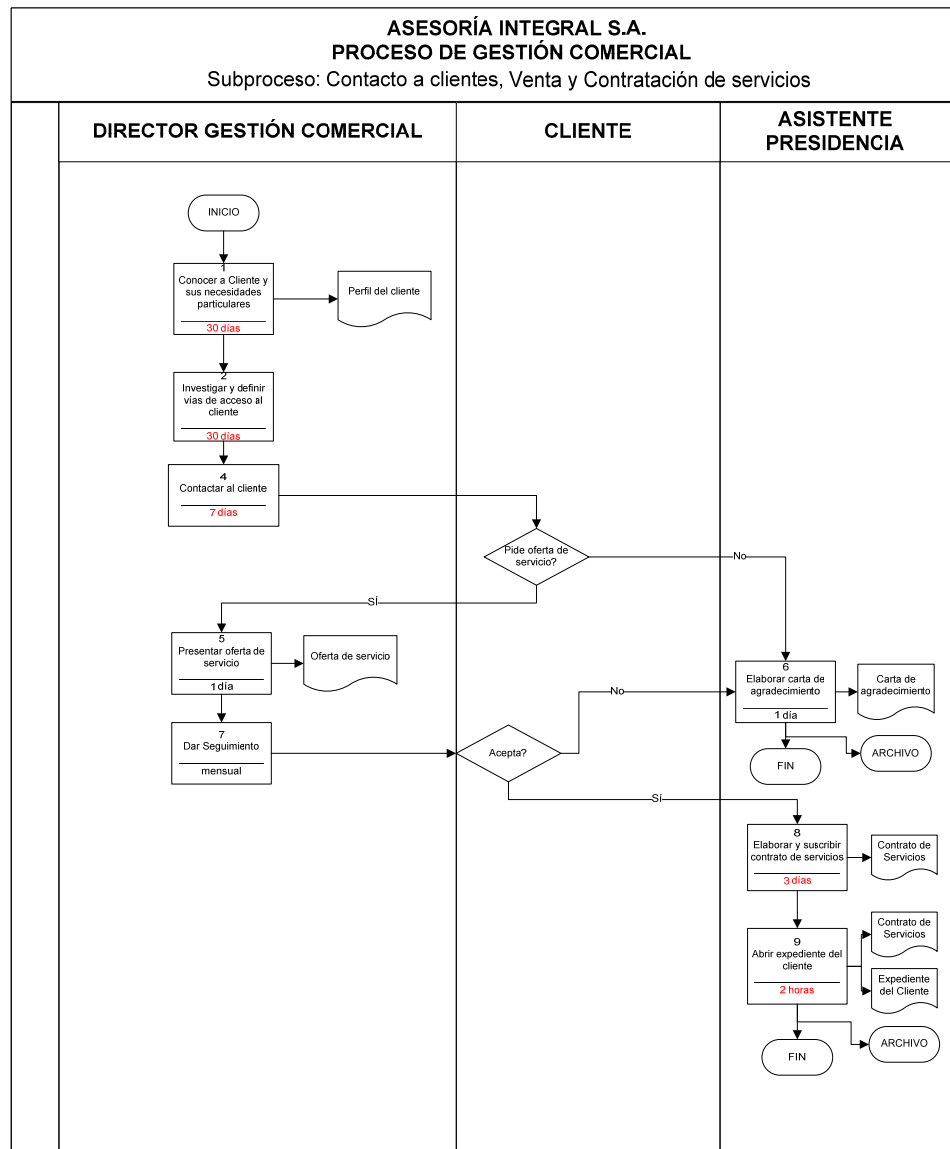 ASESORÍA INTEGRAL S.A.
PROCESO DE GESTIÓN COMERCIAL
Subproceso: Contacto a clientes, Venta y Contratación de servicios
DIRECTOR GESTIÓN COMERCIAL
CLIENTE
ASISTENTE
PRESIDENCIA
INICIO
1
Conocer a Cliente y
sus necesidades
particulares
30 días
Perfil del cliente
2
Investigar y definir
vías de acceso al
cliente
30 días
4
Contactar al cliente
7 días
Pide oferta de
servicio?
No
SÍ
5
Presentar oferta de
servicio
1 día
Oferta de servicio
6
Elaborar carta de
agradecimiento
1 día
Carta de
agradecimiento
7
Dar Seguimiento
mensual
Acepta?
No
FIN
ARCHIVO
Sí
8
Elaborar y suscribir
contrato de servicios
3 días
Contrato de
Servicios
9
Abrir expediente del
cliente
2 horas
Contrato de
Servicios
Expediente
del Cliente
FIN
ARCHIVO